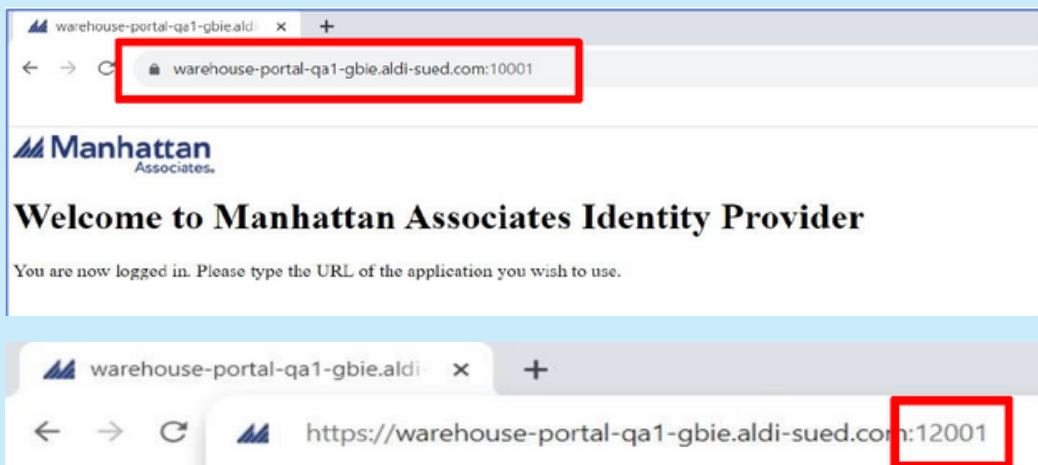 warehouse-portal-qa1-gbie.ald
warehouse-portal-qa1-gbie.aldi-sued.com:10001
Manhattan
Associates.
Welcome to Manhattan Associates Identity Provider
You are now logged in. Please type the URL of the application you wish to use.
warehouse-portal-qa1-gbie.aldi-
https://warehouse-portal-qa1-gbie.aldi-sued.com:12001